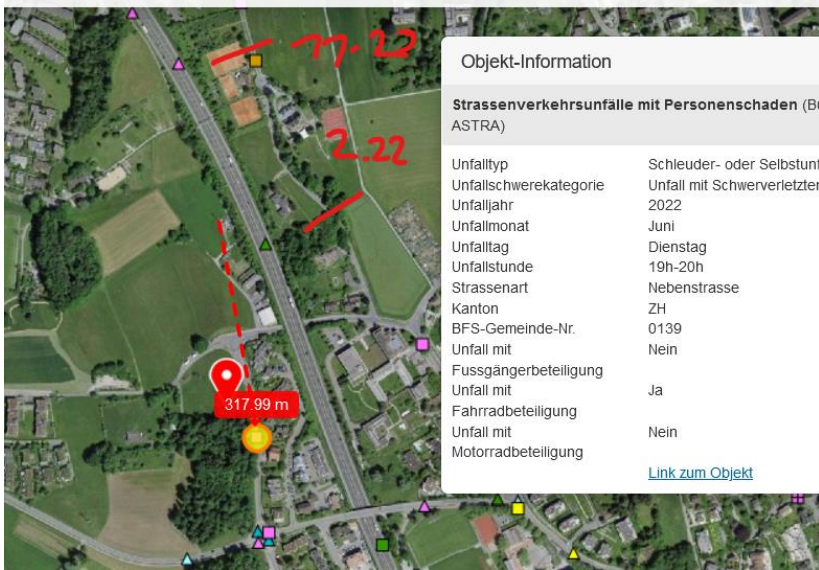 11.22
2.22
317.99 m
Objekt-Information
Strassenverkehrsunfälle mit Personenschaden (Bu
ASTRA)
Unfalltyp Schleuder- oder Selbstunf
Unfallschwerekategorie Unfall mit Schwerverletzten
Unfalljahr 2022
Unfallmonat Juni
Unfalltag Dienstag
Unfallstunde 19h-20h
Strassenart Nebenstrasse
Kanton ZH
BFS-Gemeinde-Nr. 0139
Unfall mit Nein
Fussgängerbeteiligung
Unfall mit Ja
Fahrradbeteiligung
Unfall mit Nein
Motorradbeteiligung
Link zum Objekt